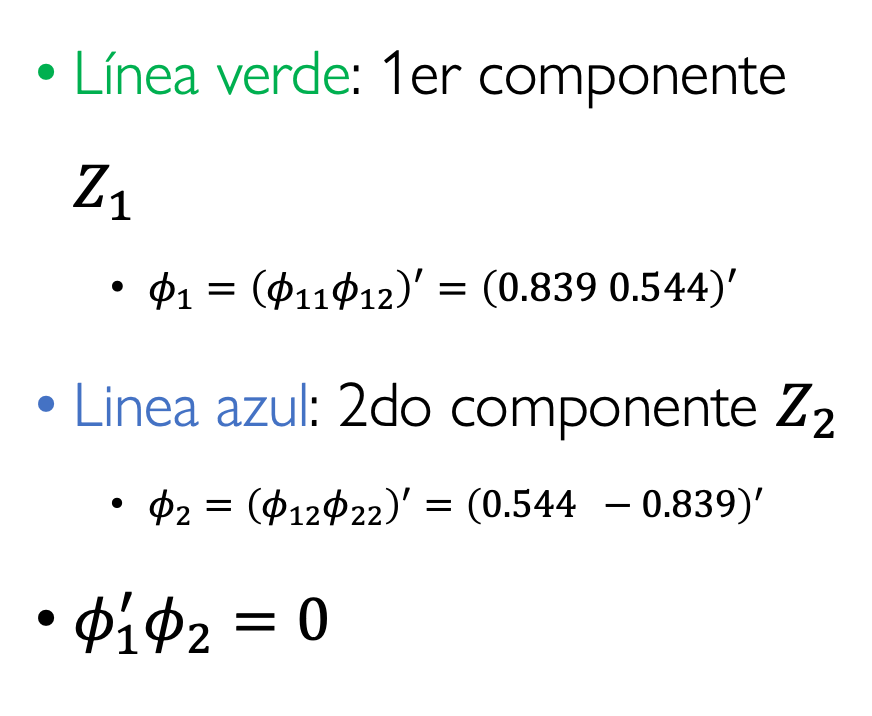 • Línea verde: 1er componente
Z₁
• ϕ₁ = (ϕ₁₁ϕ₁₂)′ = (0.839 0.544)′
• Linea azul: 2do componente Z₂
• ϕ₂ = (ϕ₁₂ϕ₂₂)′ = (0.544 −0.839)′
• ϕ₁′ϕ₂ = 0